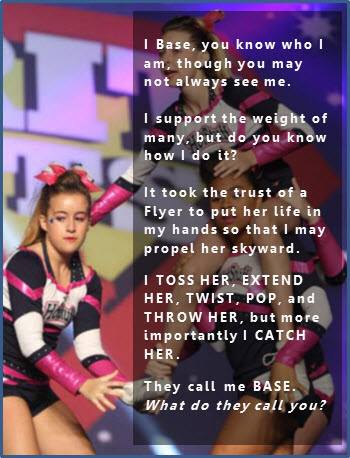 I Base, you know who I
am, though you may
not always see me.
I support the weight of
many, but do you know
how I do it?
It took the trust of a
Flyer to put her life in
my hands so that I may
propel her skyward.
I TOSS HER, EXTEND
HER, TWIST, POP, and
THROW HER, but more
importantly I CATCH
HER.
They call me BASE.
What do they call you?